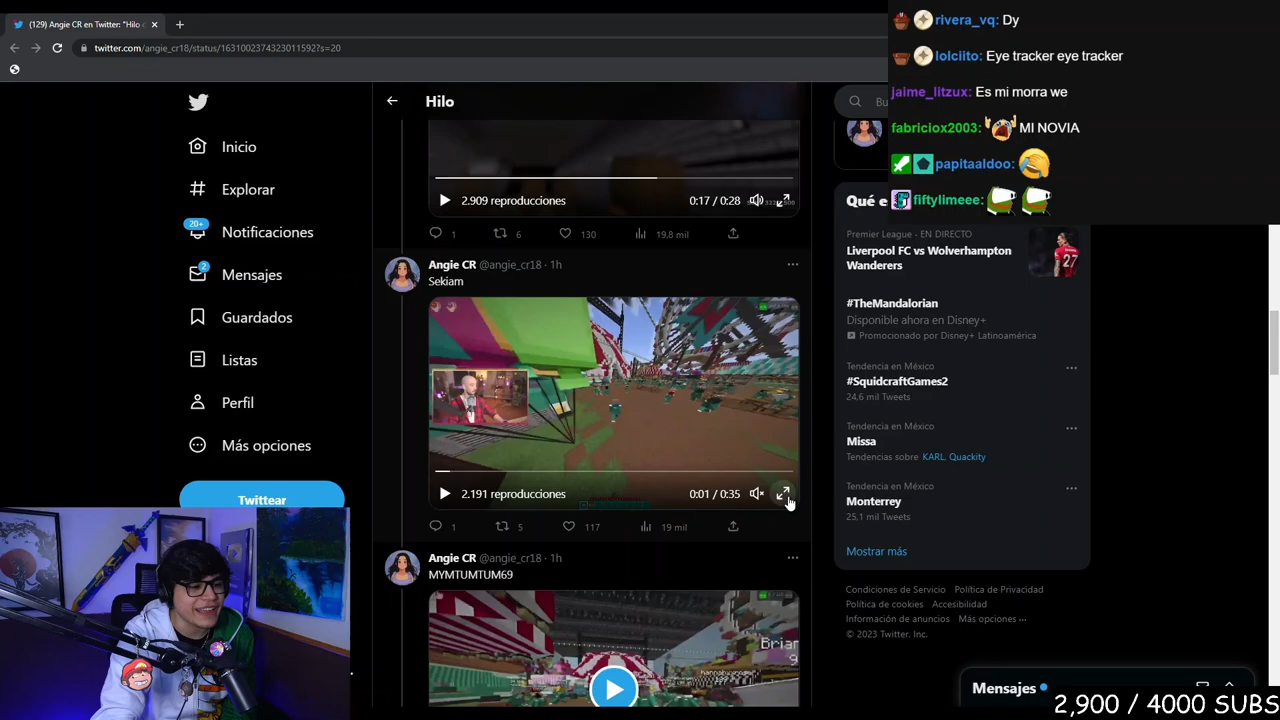 (129) Angie CR en Twitter: "Hilo
twitter.com/angie_cr18/status/1631002374323011592?s=20
rivera_vq: Dy
lolciito: Eye tracker eye tracker
jaime_litzux: Es mi morra we
fabriciox2003: MI NOVIA
papitaaldoo:
fiftylimeee:
Inicio
Explorar
20+
Notificaciones
2
Mensajes
Guardados
Listas
Perfil
Más opciones
Twittear
Hilo
2.909 reproducciones
0:17 / 0:28
1
6
130
19,8 mil
Angie CR @angie_cr18 · 1h
Sekiam
2.191 reproducciones
0:01 / 0:35
1
5
117
19 mil
Angie CR @angie_cr18 · 1h
MYMTUMTUM69
Briar
9
Bu
Qué e
Premier League - EN DIRECTO
Liverpool FC vs Wolverhampton
Wanderers
27
#TheMandalorian
Disponible ahora en Disney+
Promocionado por Disney+ Latinoamérica
Tendencia en México
#SquidcraftGames2
24,6 mil Tweets
Tendencia en México
Missa
Tendencias sobre KARL, Quackity
Tendencia en México
Monterrey
25,1 mil Tweets
Mostrar más
Condiciones de Servicio Política de Privacidad
Política de cookies Accesibilidad
Información de anuncios Más opciones ···
© 2023 Twitter, Inc.
Mensajes
2,900 / 4000 SUBS